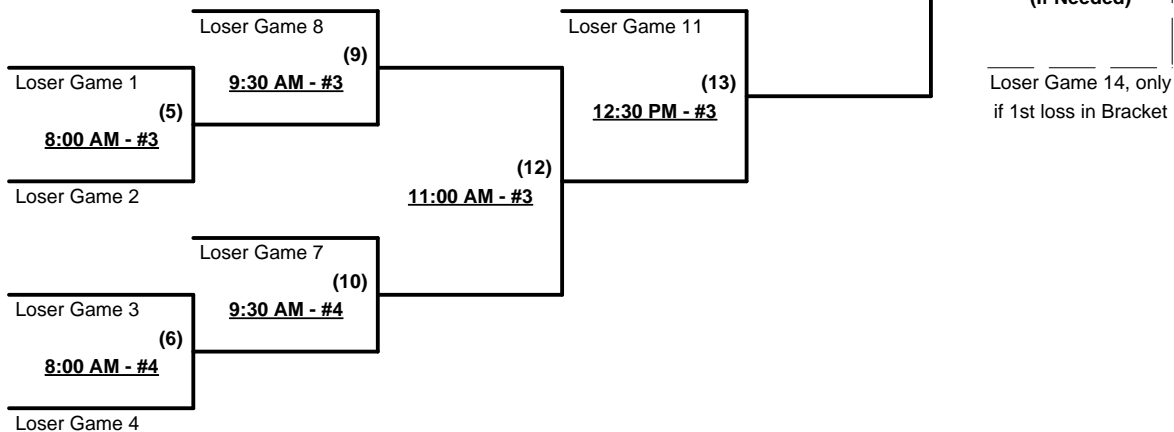 (If Needed)
Loser Game 8
Loser Game 11
(9)
Loser Game 1
9:30 AM - #3
(13)
Loser Game 14, only
(5)
12:30 PM - #3
if 1st loss in Bracket
8:00 AM - #3
(12)
Loser Game 2
11:00 AM - #3
Loser Game 7
(10)
Loser Game 3
9:30 AM - #4
(6)
8:00 AM - #4
Loser Game 4